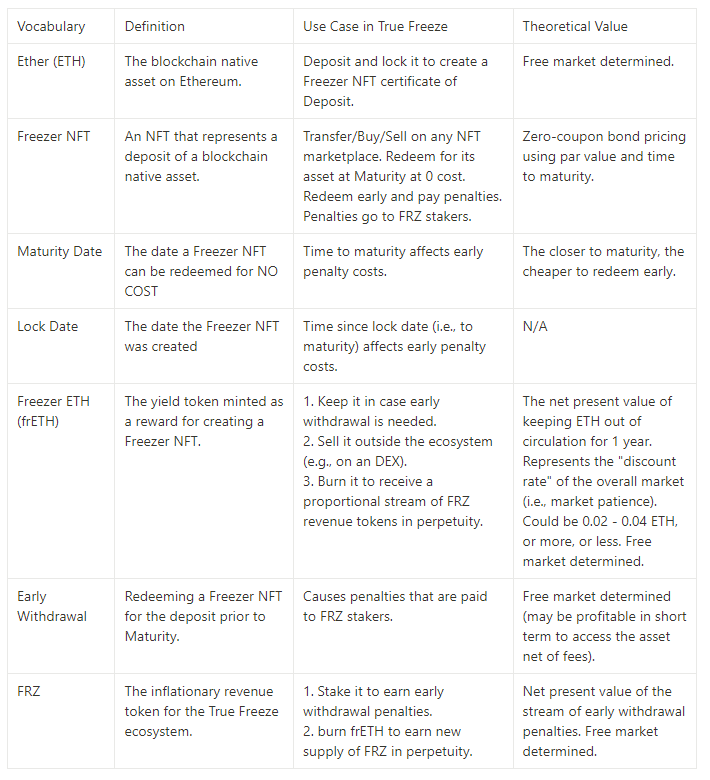 Vocabulary
Definition
Use Case in True Freeze
Theoretical Value
Ether (ETH)
The blockchain native
asset on Ethereum.
Deposit and lock it to create a
Freezer NFT certificate of
Deposit.
Free market determined.
Freezer NFT
An NFT that represents a
deposit of a blockchain
native asset.
Transfer/Buy/Sell on any NFT
marketplace. Redeem for its
asset at Maturity at 0 cost.
Redeem early and pay penalties.
Penalties go to FRZ stakers.
Zero-coupon bond pricing
using par value and time
to maturity.
Maturity Date
The date a Freezer NFT
can be redeemed for NO
COST
Time to maturity affects early
penalty costs.
The closer to maturity, the
cheaper to redeem early.
Lock Date
The date the Freezer NFT
was created
Time since lock date (i.e., to
maturity) affects early penalty
costs.
N/A
Freezer ETH
(frETH)
The yield token minted as
a reward for creating a
Freezer NFT.
1. Keep it in case early
withdrawal is needed.
2. Sell it outside the ecosystem
(e.g., on an DEX).
3. Burn it to receive a
proportional stream of FRZ
revenue tokens in perpetuity.
The net present value of
keeping ETH out of
circulation for 1 year.
Represents the "discount
rate" of the overall market
(i.e., market patience).
Could be 0.02 - 0.04 ETH,
or more, or less. Free
market determined.
Early
Withdrawal
Redeeming a Freezer NFT
for the deposit prior to
Maturity.
Causes penalties that are paid
to FRZ stakers.
Free market determined
(may be profitable in short
term to access the asset
net of fees).
FRZ
The inflationary revenue
token for the True Freeze
ecosystem.
1. Stake it to earn early
withdrawal penalties.
2. burn frETH to earn new
supply of FRZ in perpetuity.
Net present value of the
stream of early withdrawal
penalties. Free market
determined.